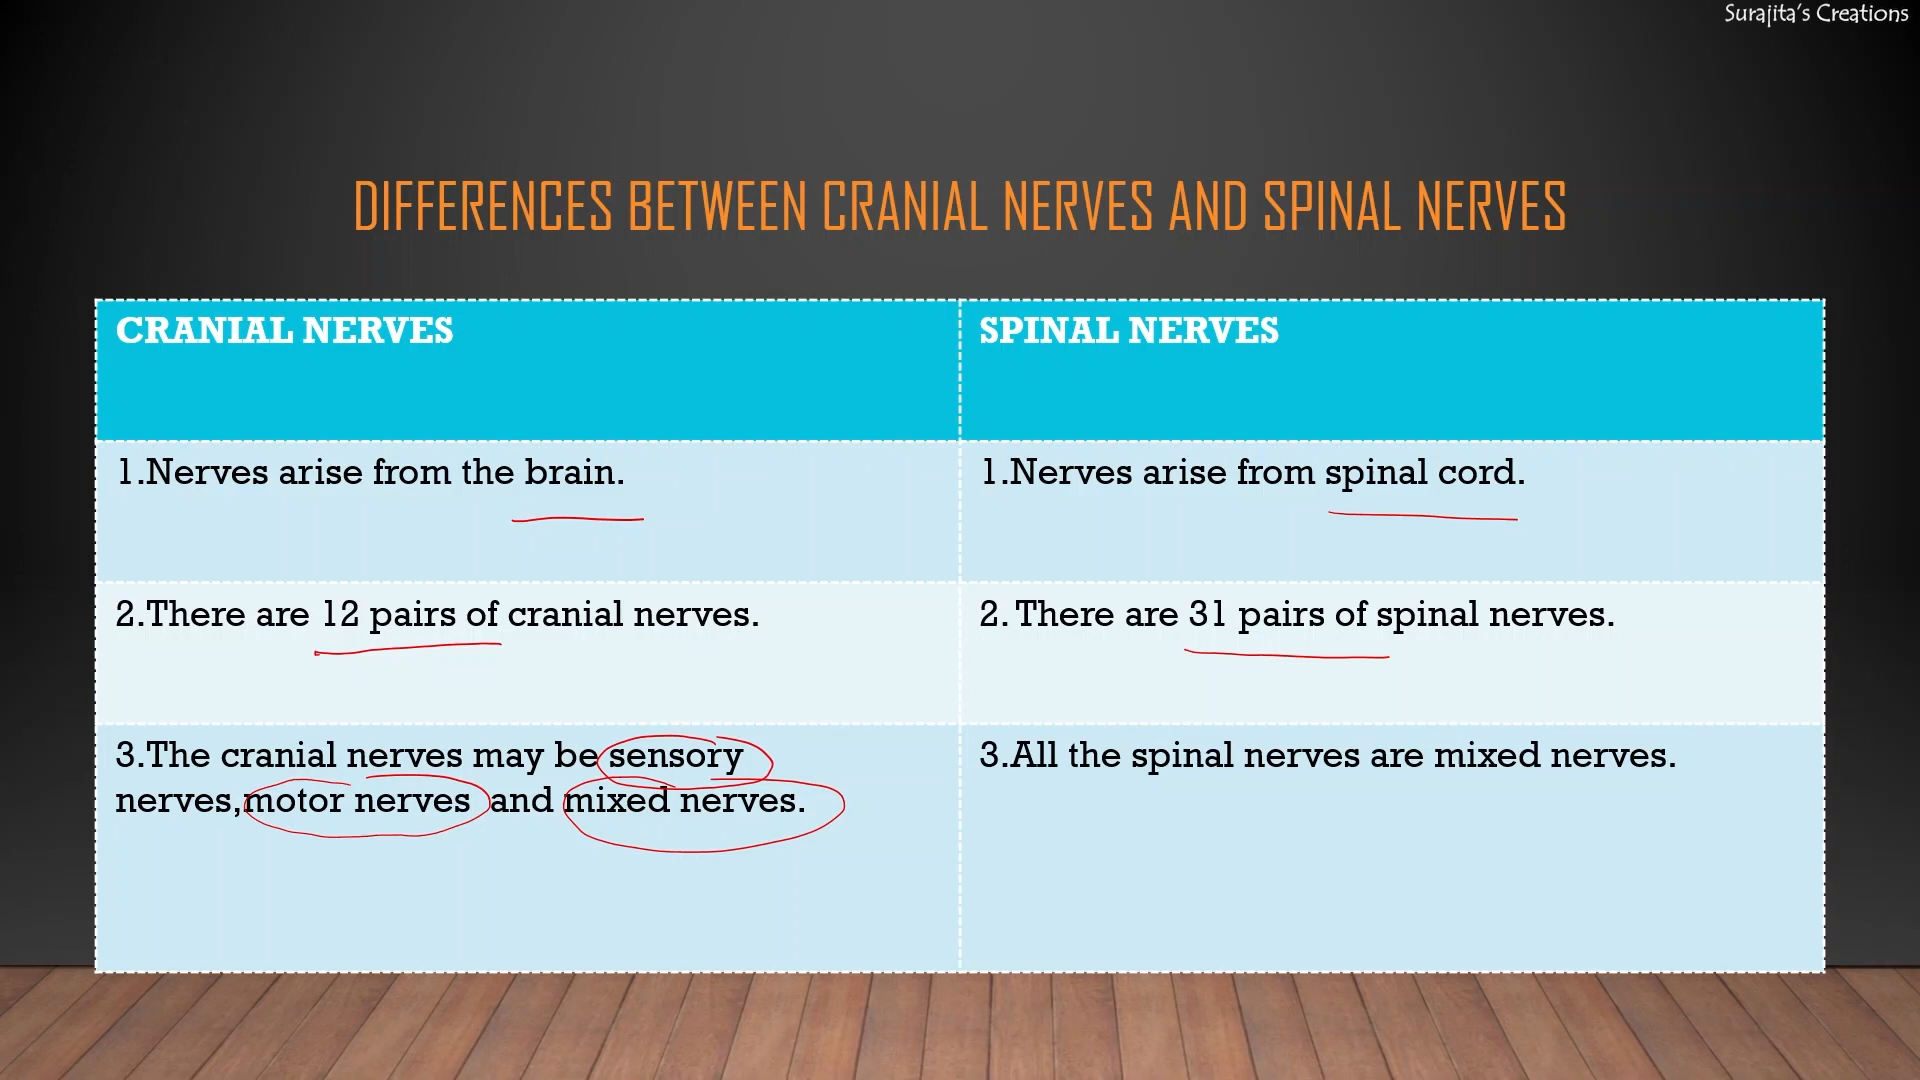 Surajita's Creations
DIFFERENCES BETWEEN CRANIAL NERVES AND SPINAL NERVES
CRANIAL NERVES
SPINAL NERVES
1.Nerves arise from the brain.
1.Nerves arise from spinal cord.
2.There are 12 pairs of cranial nerves.
2. There are 31 pairs of spinal nerves.
3.The cranial nerves may be sensory
nerves,motor nerves and mixed nerves.
3.All the spinal nerves are mixed nerves.